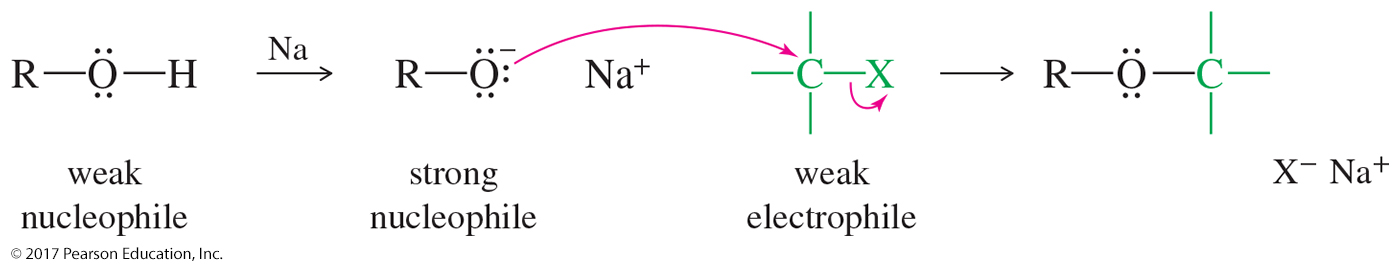 R—Ö—H
Na
R—Ö:⁻
Na⁺
—C—X
R—Ö—C—
weak
nucleophile
strong
nucleophile
weak
electrophile
X⁻ Na⁺
© 2017 Pearson Education, Inc.